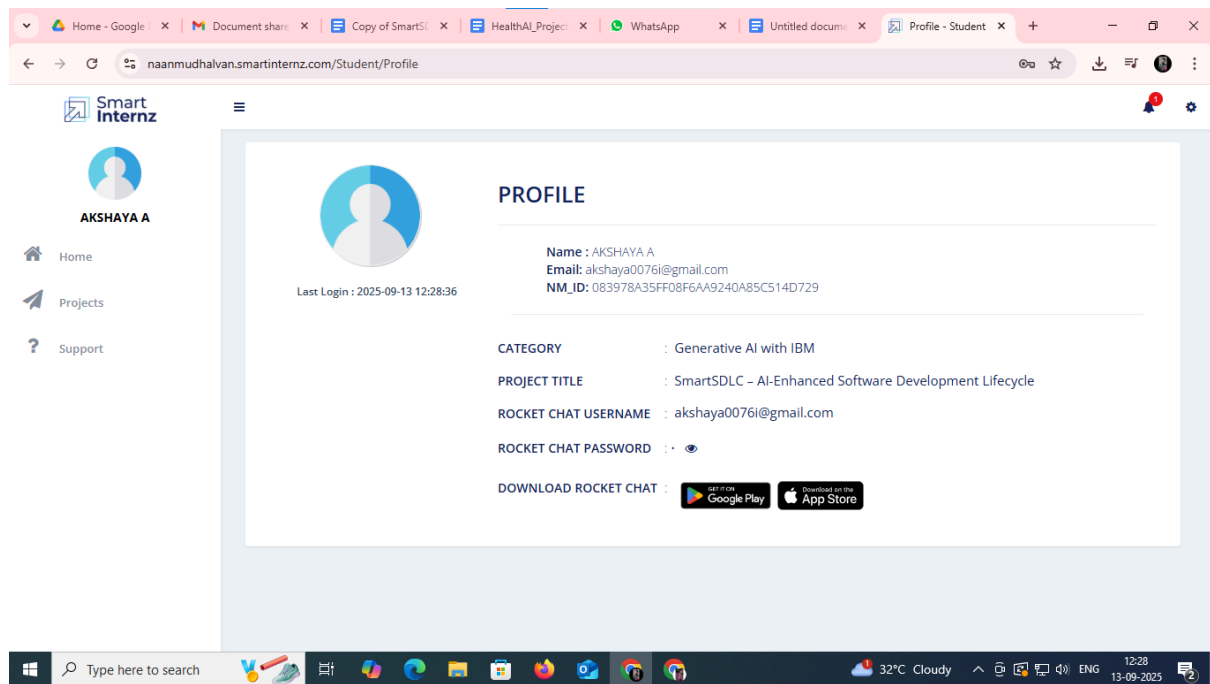 Home - Google
Document share
Copy of SmartSD
HealthAI_Project
WhatsApp
Untitled docume
Profile - Student
naanmudhalvan.smartinternz.com/Student/Profile
Smart
Internz
1
AKSHAYA A
Home
Projects
Support
Last Login : 2025-09-13 12:28:36
PROFILE
Name : AKSHAYA A
Email: akshaya0076i@gmail.com
NM_ID: 083978A35FF08F6AA9240A85C514D729
CATEGORY : Generative AI with IBM
PROJECT TITLE : SmartSDLC – AI-Enhanced Software Development Lifecycle
ROCKET CHAT USERNAME : akshaya0076i@gmail.com
ROCKET CHAT PASSWORD :
DOWNLOAD ROCKET CHAT :
GET IT ON
Google Play
Download on the
App Store
Type here to search
32°C Cloudy
ENG
12:28
13-09-2025
2